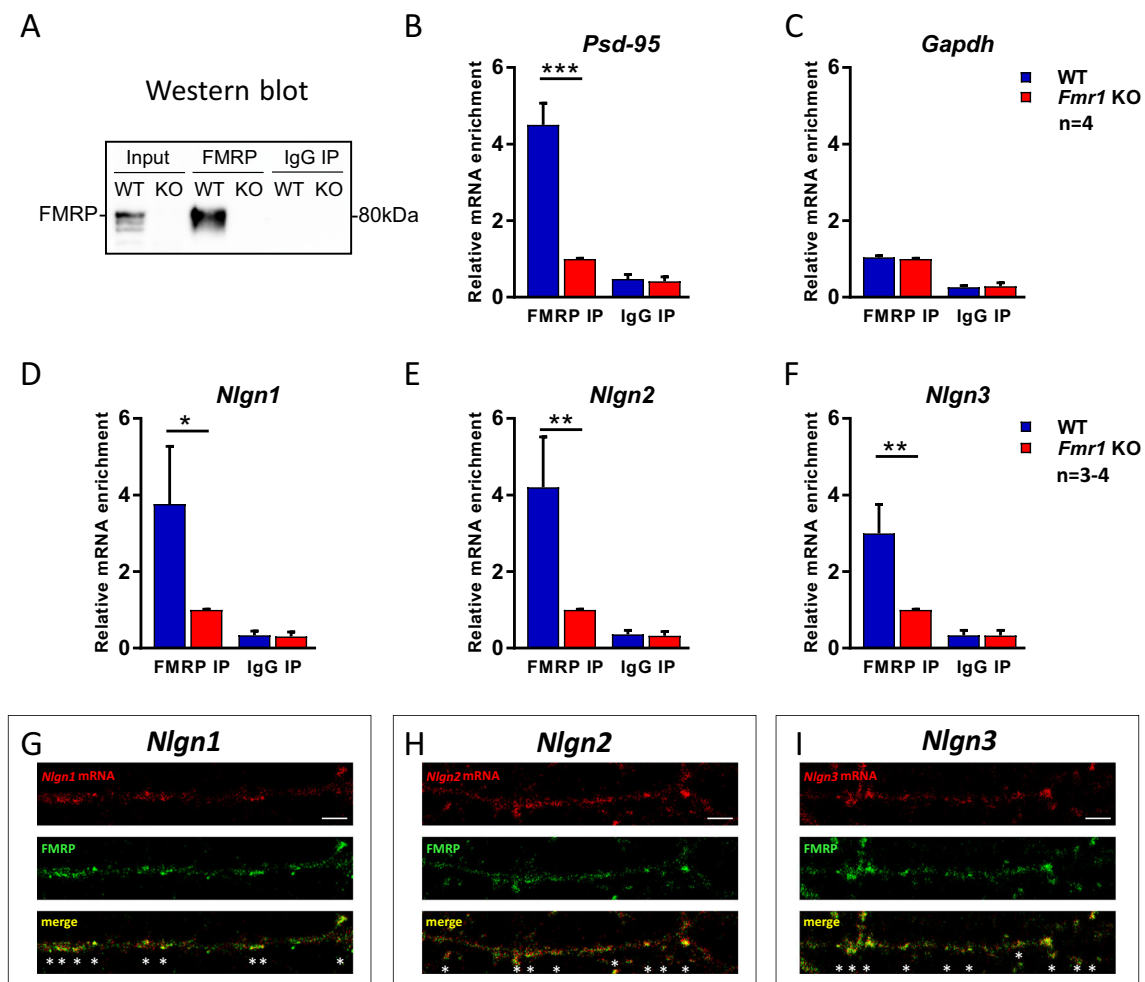 A
Western blot
Input FMRP IgG IP
WT KO WT KO WT KO
FMRP- -80kDa
B
Psd-95
***
Relative mRNA enrichment
6
4
2
0
FMRP IP IgG IP
C
Gapdh
Relative mRNA enrichment
6
4
2
0
FMRP IP IgG IP
WT
Fmr1 KO
n=4
D
Nlgn1
*
Relative mRNA enrichment
6
4
2
0
FMRP IP IgG IP
E
Nlgn2
**
Relative mRNA enrichment
6
4
2
0
FMRP IP IgG IP
F
Nlgn3
**
Relative mRNA enrichment
6
4
2
0
FMRP IP IgG IP
WT
Fmr1 KO
n=3-4
G
Nlgn1
Nlgn1 mRNA
FMRP
merge
* * * * * * * * *
H
Nlgn2
Nlgn2 mRNA
FMRP
merge
* * * * * * * *
I
Nlgn3
Nlgn3 mRNA
FMRP
merge
* * * * * * * * * *